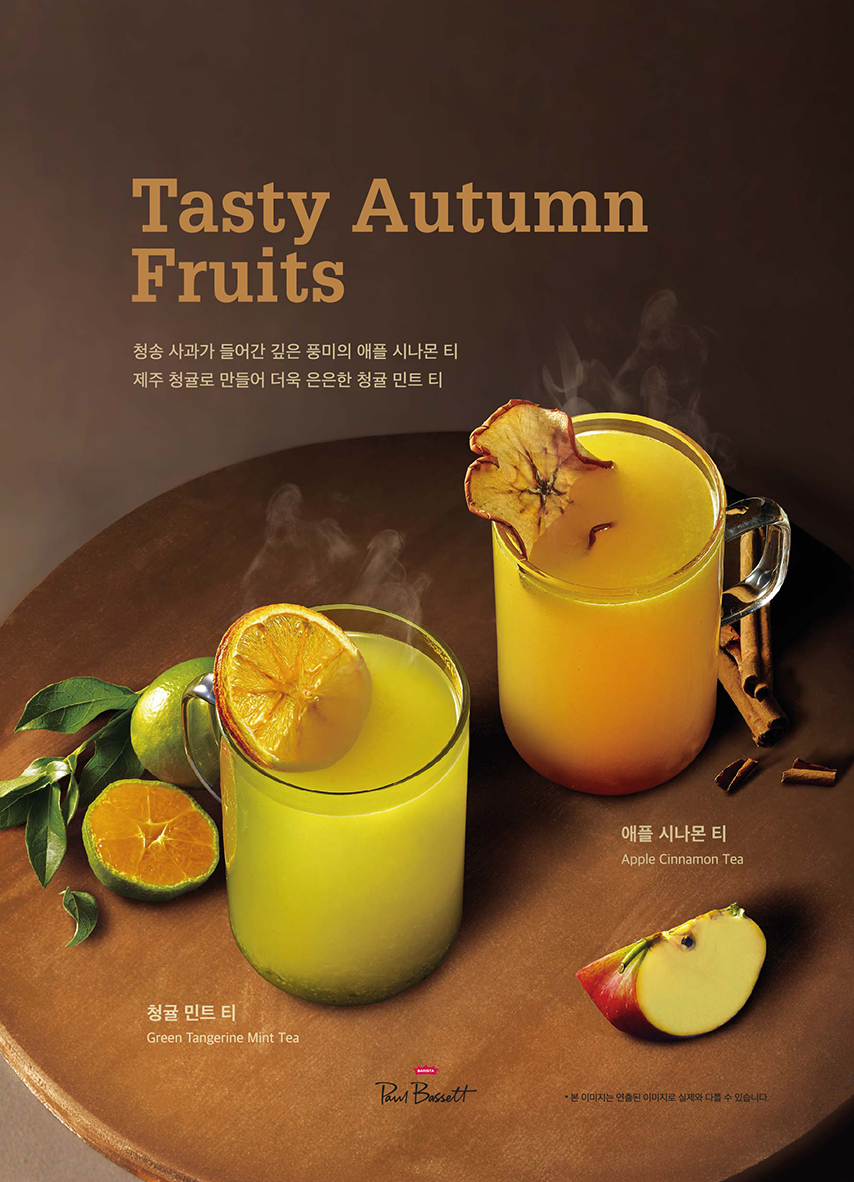 Tasty Autumn
Fruits
청송 사과가 들어간 깊은 풍미의 애플 시나몬 티
제주 청귤로 만들어 더욱 은은한 청귤 민트 티
애플 시나몬 티
Apple Cinnamon Tea
청귤 민트 티
Green Tangerine Mint Tea
BARISTA
Paul Bassett
* 본 이미지는 연출된 이미지로 실제와 다를 수 있습니다.